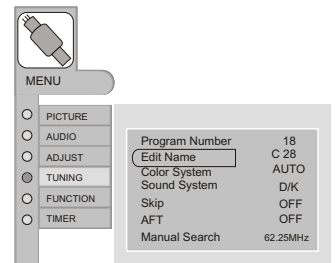 MENU
PICTURE
AUDIO
ADJUST
TUNING
FUNCTION
TIMER
Program Number 18
Edit Name C 28
Color System AUTO
Sound System D/K
Skip OFF
AFT OFF
Manual Search 62.25MHz